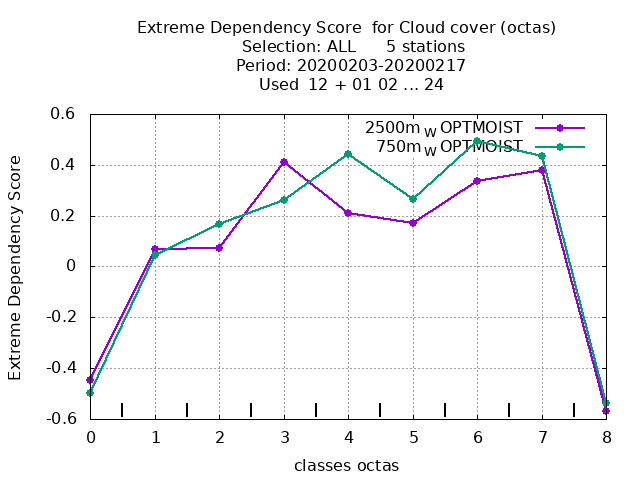 Extreme Dependency Score  for Cloud cover (octas)
Selection: ALL      5 stations
Period: 20200203-20200217
Used  12 + 01 02 ... 24
2500m W OPTMOIST
750m W OPTMOIST
Extreme Dependency Score
0.6
0.4
0.2
0
-0.2
-0.4
-0.6
0 1 2 3 4 5 6 7 8
classes octas